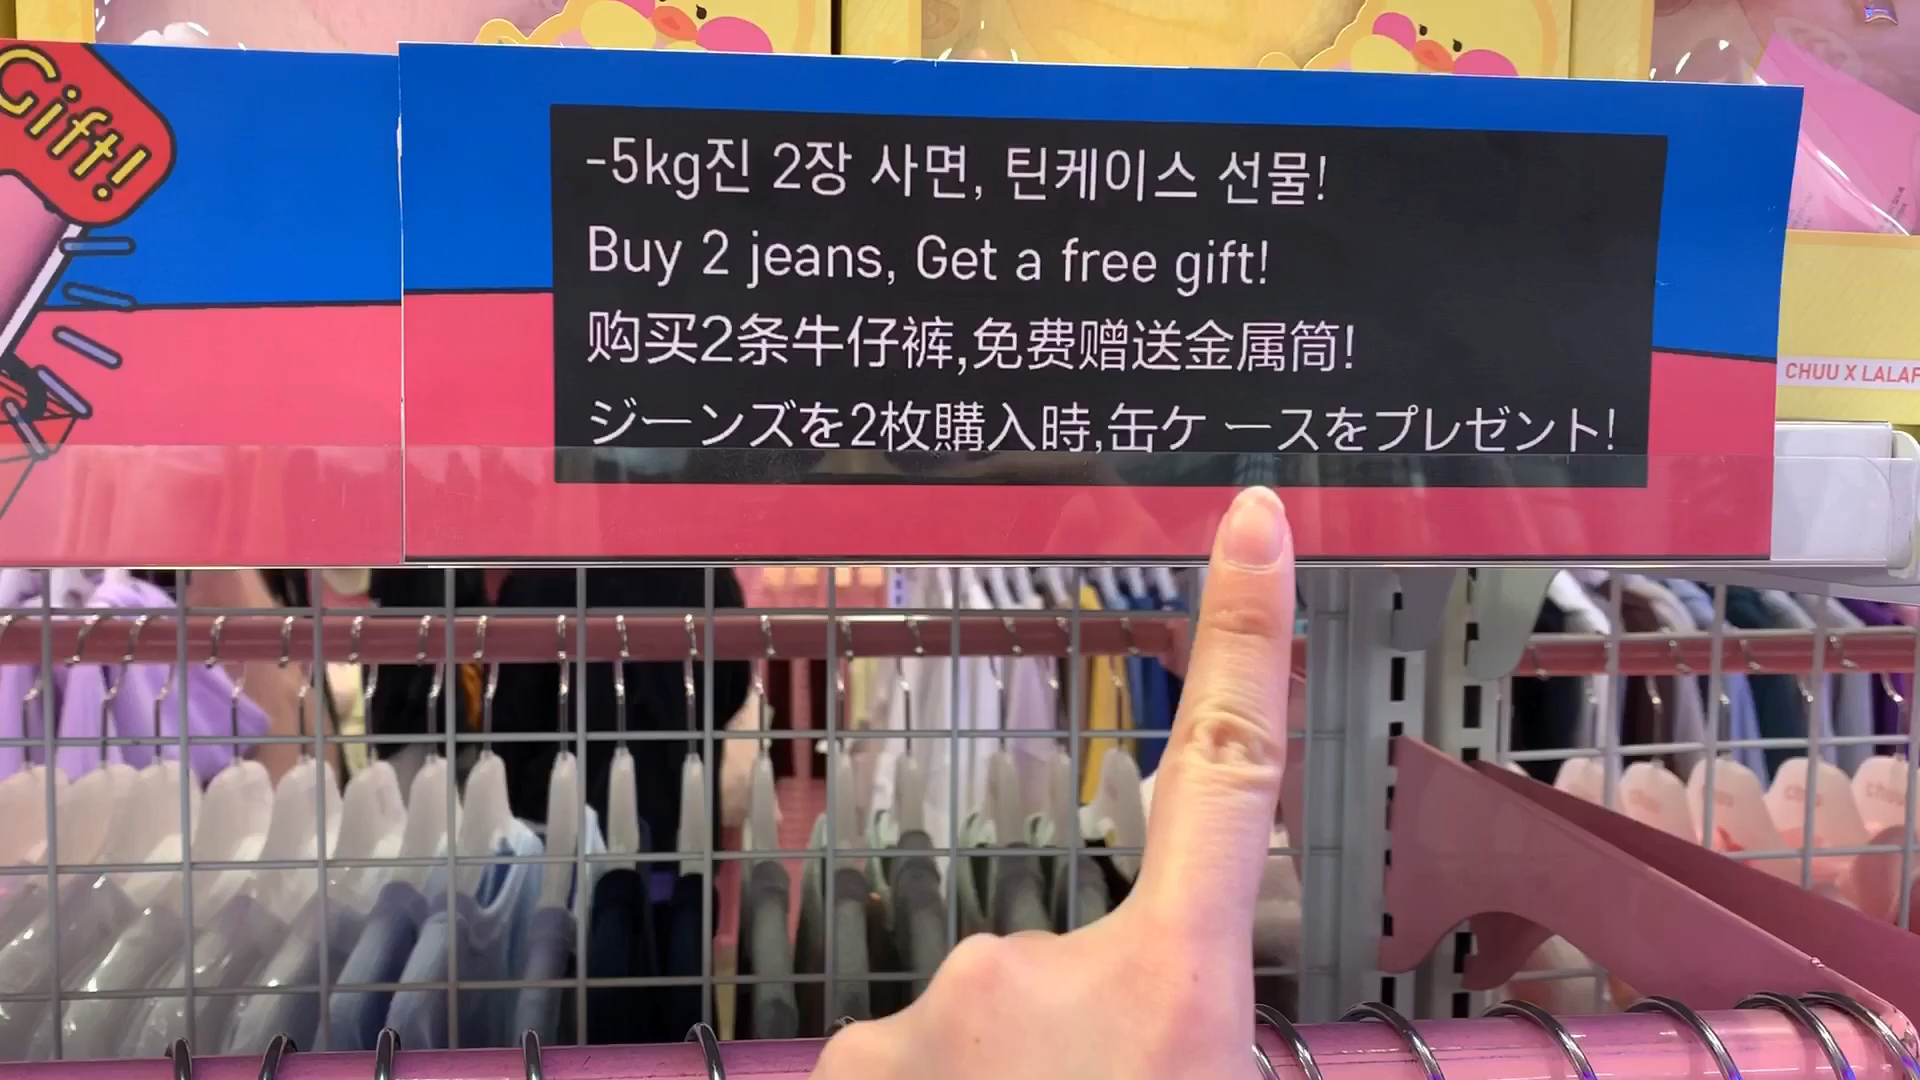 Gift!
-5kg진 2장 사면, 틴케이스 선물!
Buy 2 jeans, Get a free gift!
购买2条牛仔裤,免费赠送金属筒!
ジーンズを2枚購入時,缶ケ ースをプレゼント!
CHUU X LALAF